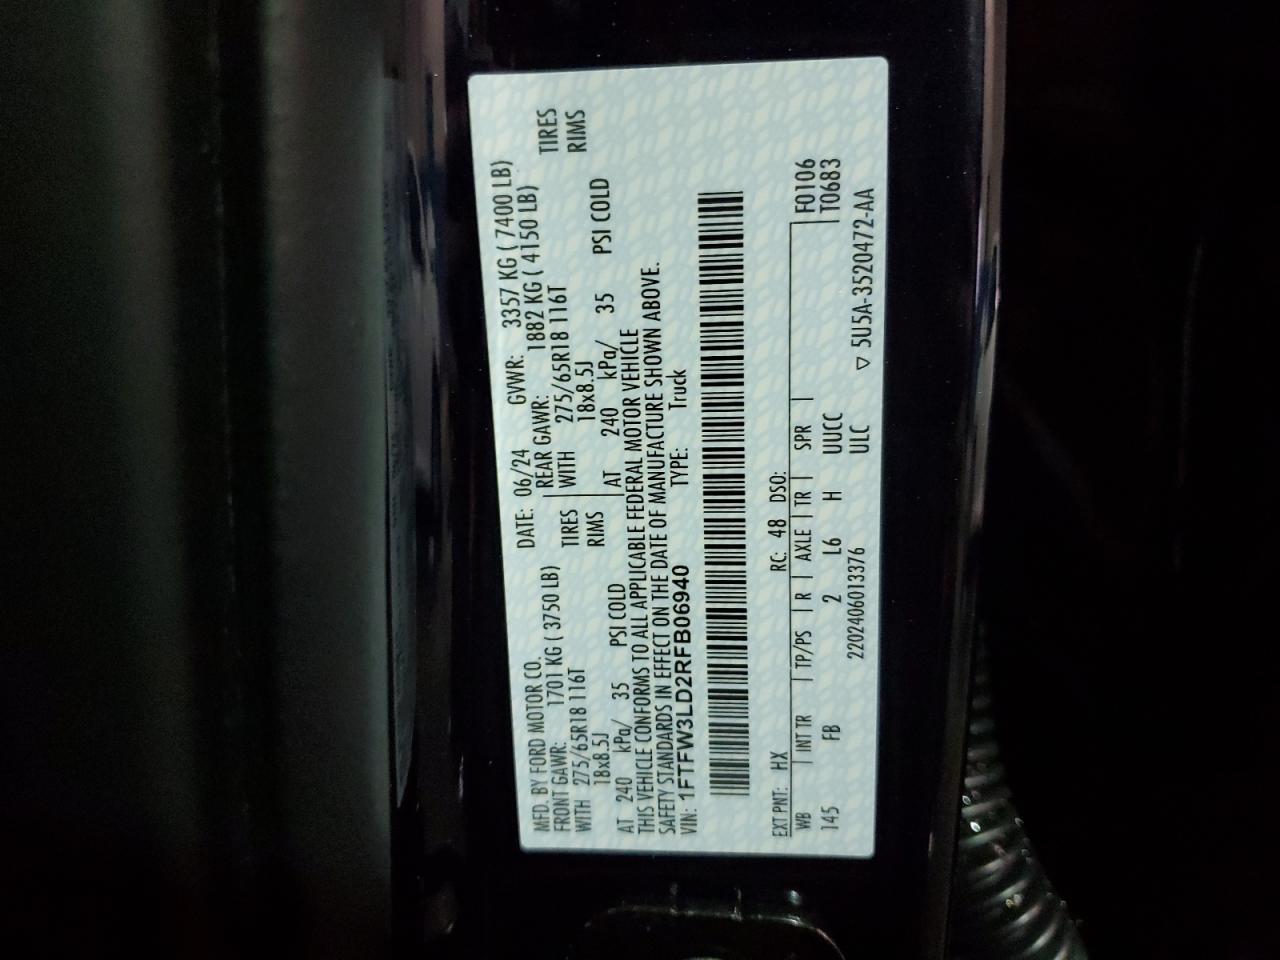 MFD. BY FORD MOTOR CO.
DATE: 06/24 GVWR: 3357 KG ( 7400 LB)
FRONT GAWR: 1701 KG ( 3750 LB)
REAR GAWR: 1882 KG ( 4150 LB)
WITH 275/65R18 116T TIRES
WITH 275/65R18 116T TIRES
18x8.5J RIMS
18x8.5J RIMS
AT 240 kPa/ 35 PSI COLD
AT 240 kPa/ 35 PSI COLD
THIS VEHICLE CONFORMS TO ALL APPLICABLE FEDERAL MOTOR VEHICLE
SAFETY STANDARDS IN EFFECT ON THE DATE OF MANUFACTURE SHOWN ABOVE.
VIN: 1FTFW3LD2RFB06940 TYPE: Truck
EXT PNT: HX RC: 48 DSO:
WB INT TR TP/PS R AXLE TR SPR F0106
145 FB 2 L6 H UUCC T0683
2202406013376 ULC ▽ 5U5A-3520472-AA